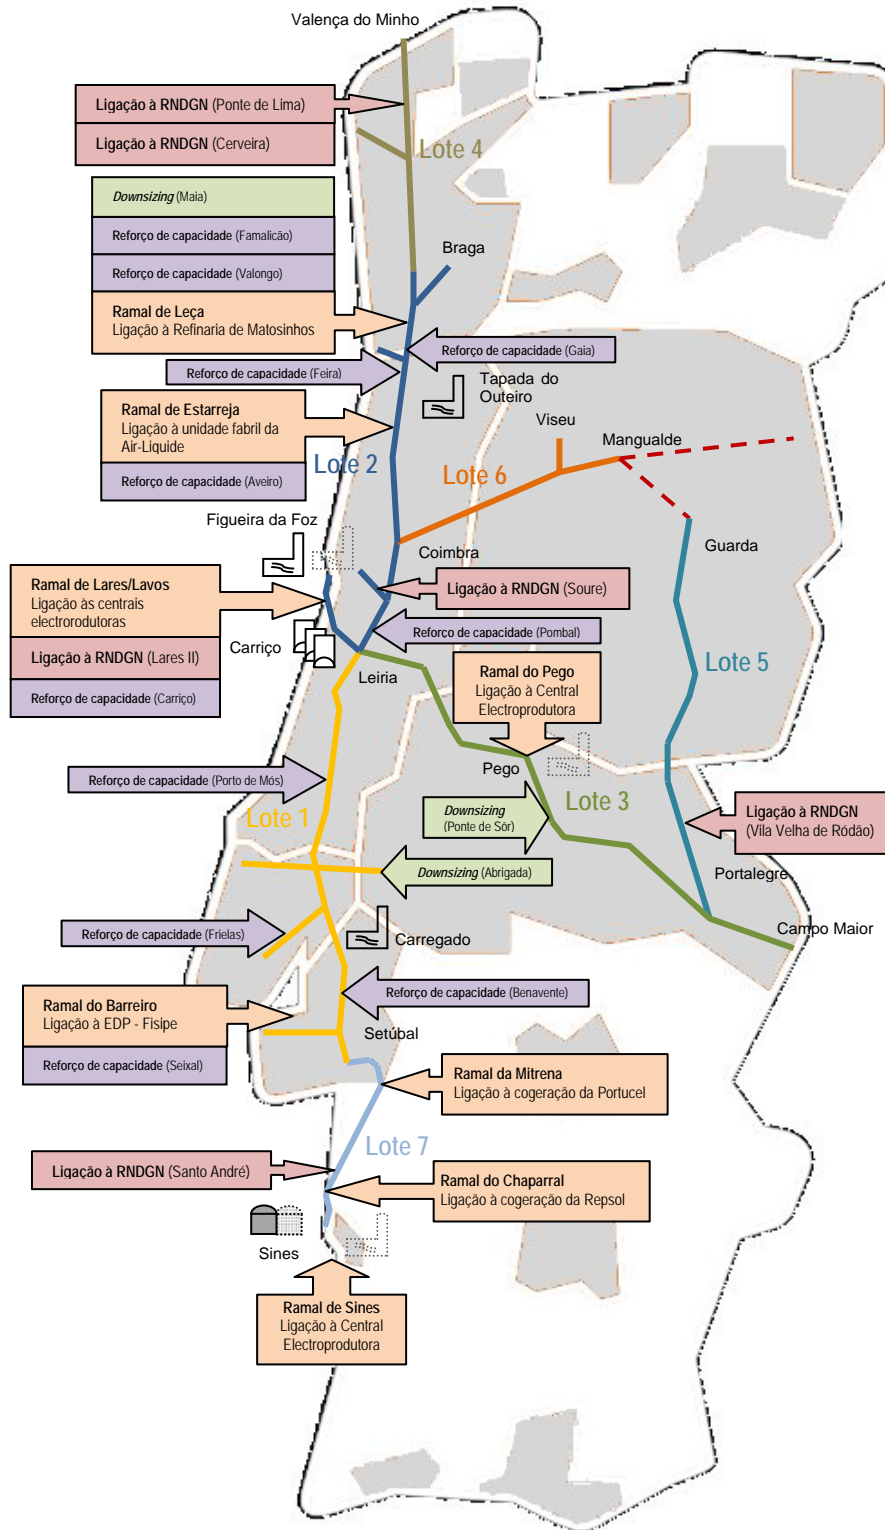 Valença do Minho
Ligação à RNDGN (Ponte de Lima)
Ligação à RNDGN (Cerveira)
Lote 4
Downsizing (Maia)
Reforço de capacidade (Famalicão)
Reforço de capacidade (Valongo)
Ramal de Leça
Ligação à Refinaria de Matosinhos
Braga
Reforço de capacidade (Gaia)
Reforço de capacidade (Feira)
Tapada do
Outeiro
Ramal de Estarreja
Ligação à unidade fabril da
Air-Liquide
Reforço de capacidade (Aveiro)
Lote 2
Viseu
Mangualde
Lote 6
Figueira da Foz
Coimbra
Guarda
Ramal de Lares/Lavos
Ligação às centrais
electrorodutoras
Ligação à RNDGN (Lares II)
Reforço de capacidade (Carriço)
Ligação à RNDGN (Soure)
Carriço
Reforço de capacidade (Pombal)
Leiria
Ramal do Pego
Ligação à Central
Electroprodutora
Lote 5
Pego
Reforço de capacidade (Porto de Mós)
Lote 1
Lote 3
Downsizing
(Ponte de Sôr)
Ligação à RNDGN
(Vila Velha de Ródão)
Downsizing (Abrigada)
Portalegre
Campo Maior
Reforço de capacidade (Frielas)
Carregado
Reforço de capacidade (Benavente)
Ramal do Barreiro
Ligação à EDP - Fisipe
Reforço de capacidade (Seixal)
Setúbal
Ramal da Mitrena
Ligação à cogeração da Portucel
Lote 7
Ligação à RNDGN (Santo André)
Ramal do Chaparral
Ligação à cogeração da Repsol
Sines
Ramal de Sines
Ligação à Central
Electroprodutora